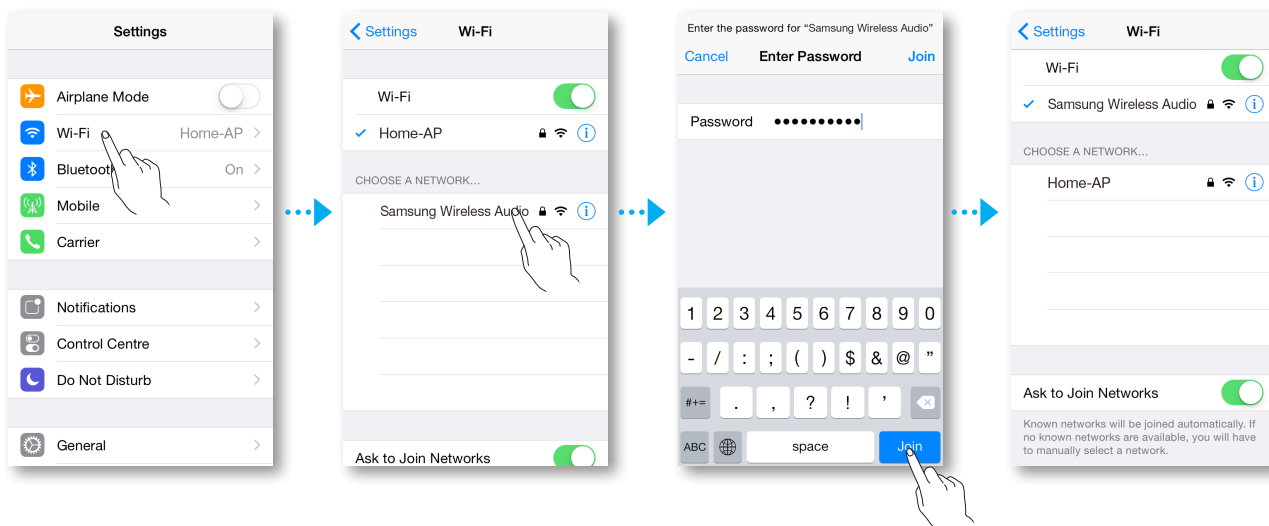 Settings
Airplane Mode
Wi-Fi Home-AP
Bluetoot On
Mobile
Carrier
Notifications
Control Centre
Do Not Disturb
General
Settings Wi-Fi
Wi-Fi
Home-AP
CHOOSE A NETWORK...
Samsung Wireless Audio
Ask to Join Networks
Enter the password for “Samsung Wireless Audio”
Cancel Enter Password Join
Password ••••••••••
1 2 3 4 5 6 7 8 9 0
- / : ; ( ) $ & @ ”
#+= . , ? ! ’
ABC space Join
Settings Wi-Fi
Wi-Fi
Samsung Wireless Audio
CHOOSE A NETWORK...
Home-AP
Ask to Join Networks
Known networks will be joined automatically. If
no known networks are available, you will have
to manually select a network.